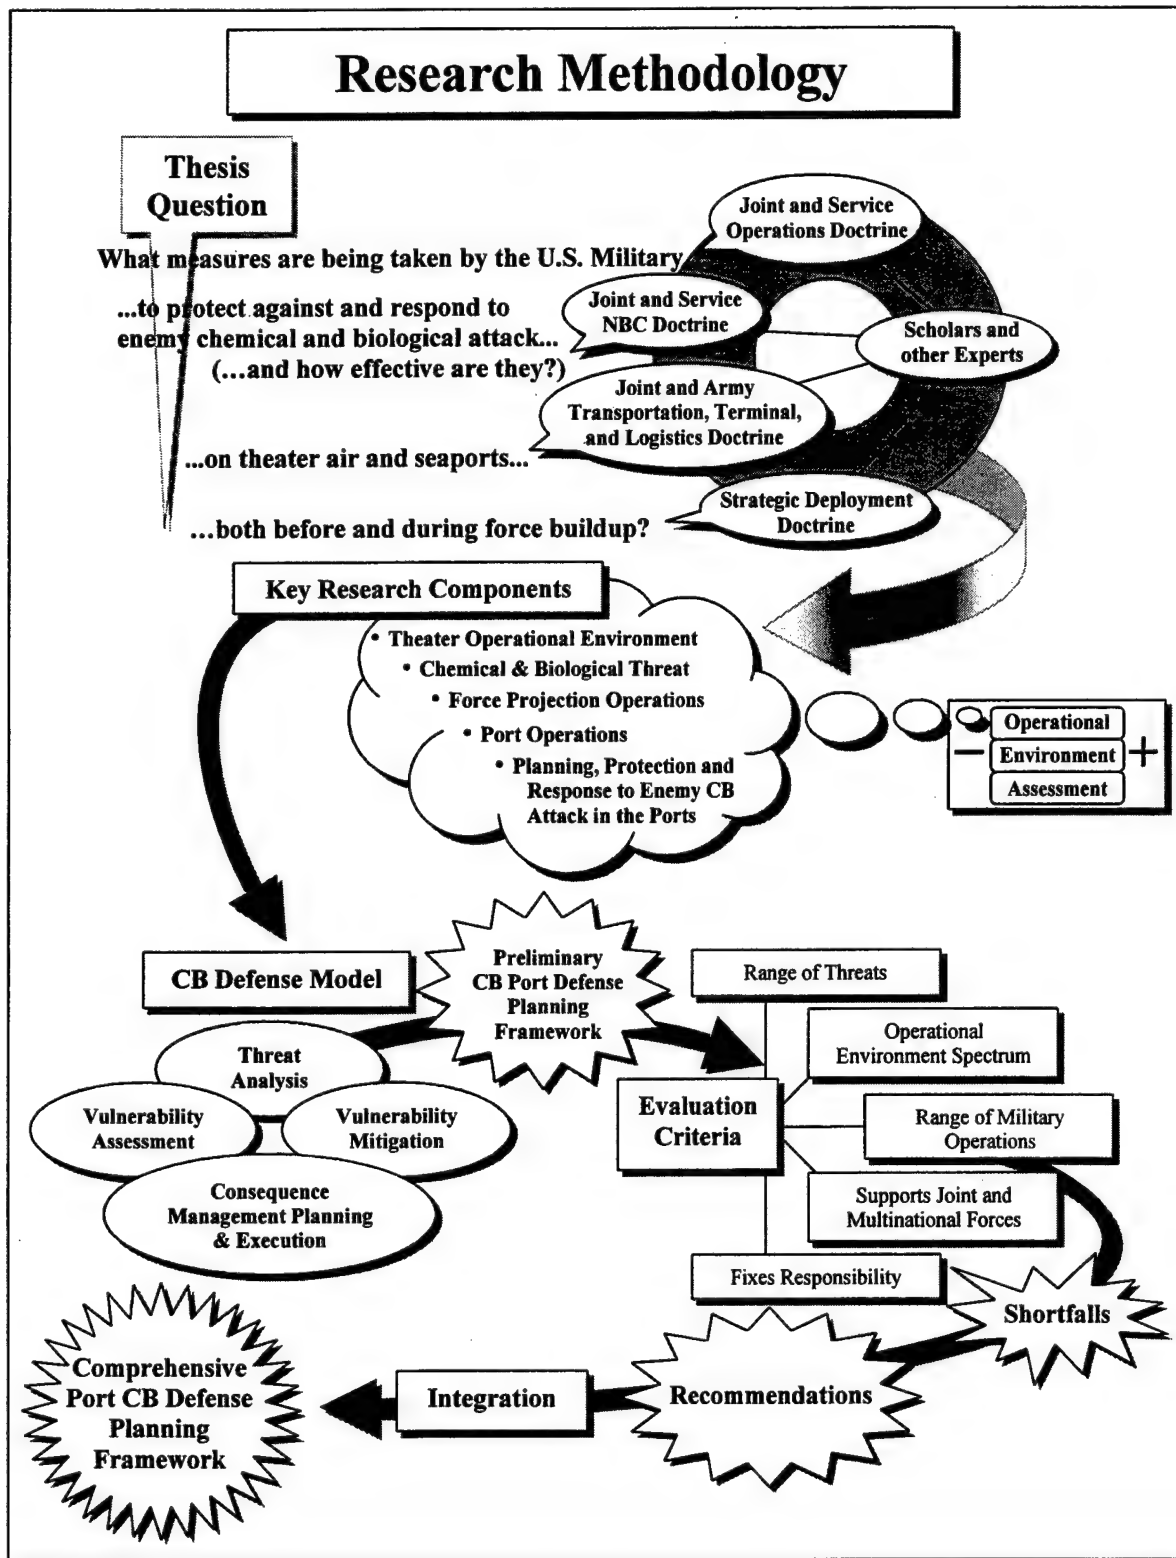 Research Methodology
Thesis
Question
What measures are being taken by the U.S. Military
...to protect against and respond to
enemy chemical and biological attack...
(...and how effective are they?)
...on theater air and seaports...
...both before and during force buildup?
Joint and Service
Operations Doctrine
Joint and Service
NBC Doctrine
Scholars and
other Experts
Joint and Army
Transportation, Terminal,
and Logistics Doctrine
Strategic Deployment
Doctrine
Key Research Components
• Theater Operational Environment
• Chemical & Biological Threat
• Force Projection Operations
• Port Operations
• Planning, Protection and
Response to Enemy CB
Attack in the Ports
Operational
− Environment +
Assessment
CB Defense Model
Preliminary
CB Port Defense
Planning
Framework
Threat
Analysis
Vulnerability
Assessment
Vulnerability
Mitigation
Consequence
Management Planning
& Execution
Evaluation
Criteria
Range of Threats
Operational
Environment Spectrum
Range of Military
Operations
Supports Joint and
Multinational Forces
Fixes Responsibility
Shortfalls
Recommendations
Integration
Comprehensive
Port CB Defense
Planning
Framework